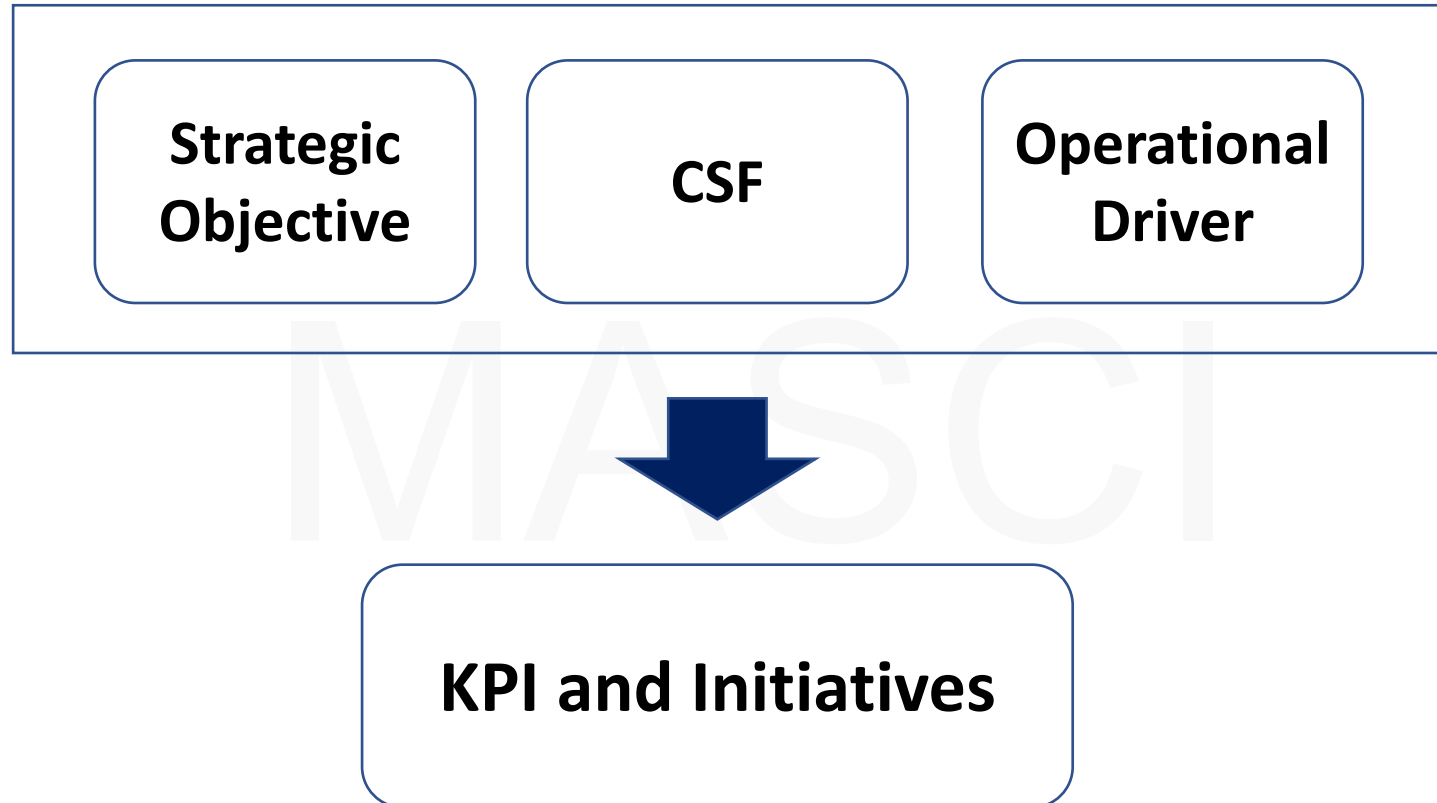 Strategic
Objective
CSF
Operational
Driver
MASCI
KPI and Initiatives